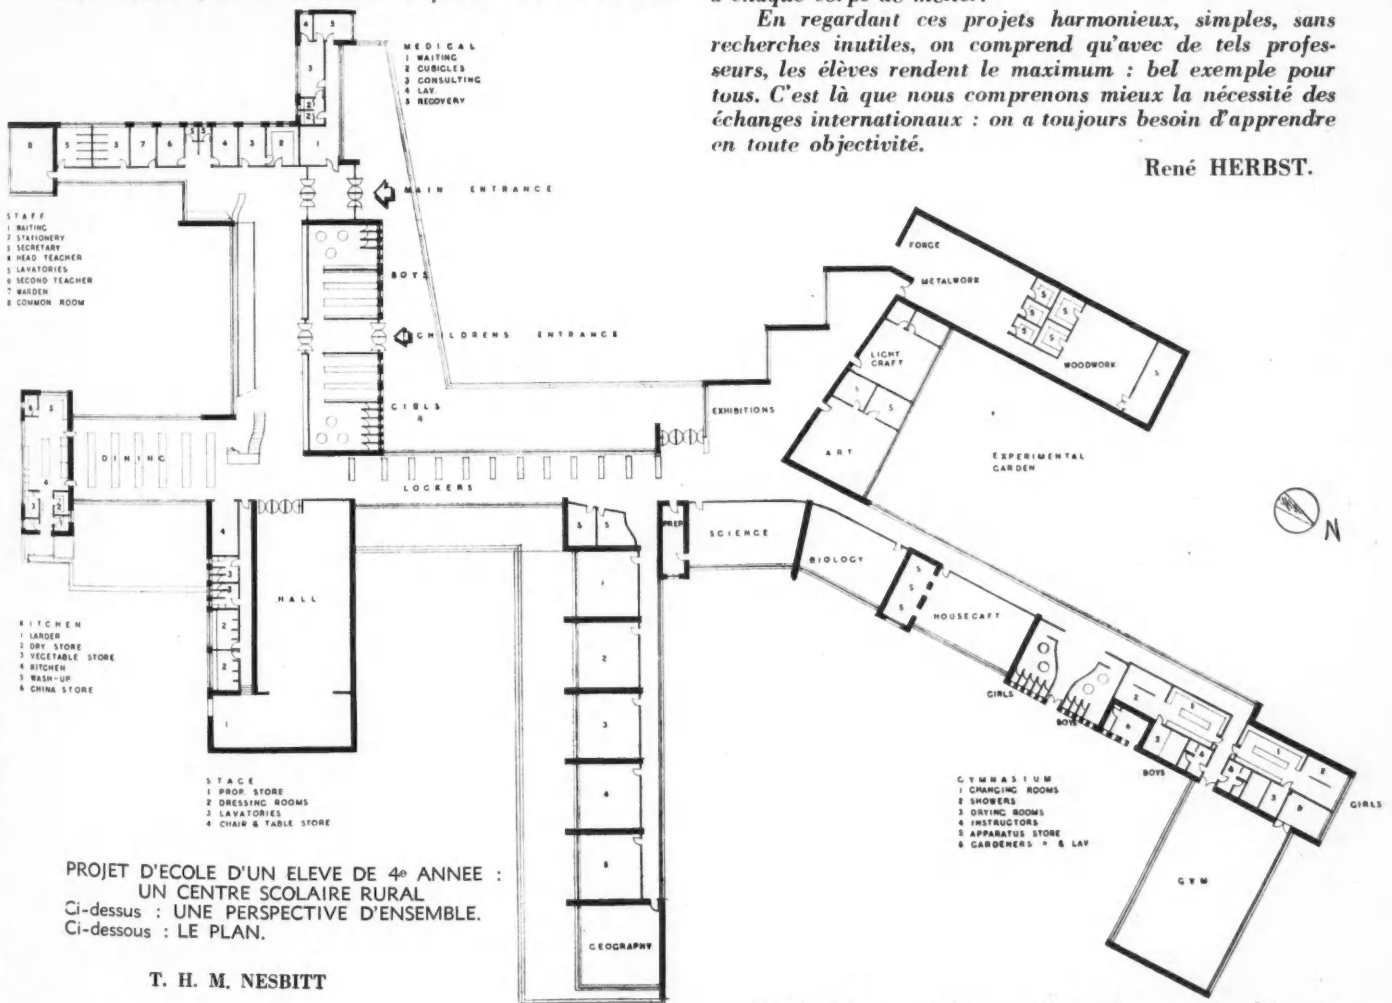 à chaque corps de métier.
En regardant ces projets harmonieux, simples, sans
recherches inutiles, on comprend qu'avec de tels profes-
seurs, les élèves rendent le maximum : bel exemple pour
tous. C'est là que nous comprenons mieux la nécessité des
échanges internationaux : on a toujours besoin d'apprendre
en toute objectivité.
René HERBST.
MEDICAL
1 WAITING
2 CUBICLES
3 CONSULTING
4 LAV.
5 RECOVERY
MAIN ENTRANCE
STAFF
1 WAITING
2 STATIONERY
3 SECRETARY
4 HEAD TEACHER
5 LAVATORIES
6 SECOND TEACHER
7 WARDEN
8 COMMON ROOM
BOYS
CHILDRENS ENTRANCE
GIRLS
FORGE
METALWORK
WOODWORK
LIGHT
CRAFT
ART
EXHIBITIONS
EXPERIMENTAL
GARDEN
DINING
LOCKERS
PREP
SCIENCE
BIOLOGY
HOUSECAFT
N
HALL
KITCHEN
1 LARDER
2 DRY STORE
3 VEGETABLE STORE
4 KITCHEN
5 WASH-UP
6 CHINA STORE
STAGE
1 PROP. STORE
2 DRESSING ROOMS
3 LAVATORIES
4 CHAIR & TABLE STORE
GIRLS
BOYS
BOYS
GIRLS
GYMNASIUM
1 CHANGING ROOMS
2 SHOWERS
3 DRYING ROOMS
4 INSTRUCTORS
5 APPARATUS STORE
6 GARDENERS & LAV
GYM
GEOGRAPHY
PROJET D'ECOLE D'UN ELEVE DE 4e ANNEE :
UN CENTRE SCOLAIRE RURAL
Ci-dessus : UNE PERSPECTIVE D'ENSEMBLE.
Ci-dessous : LE PLAN.
T. H. M. NESBITT